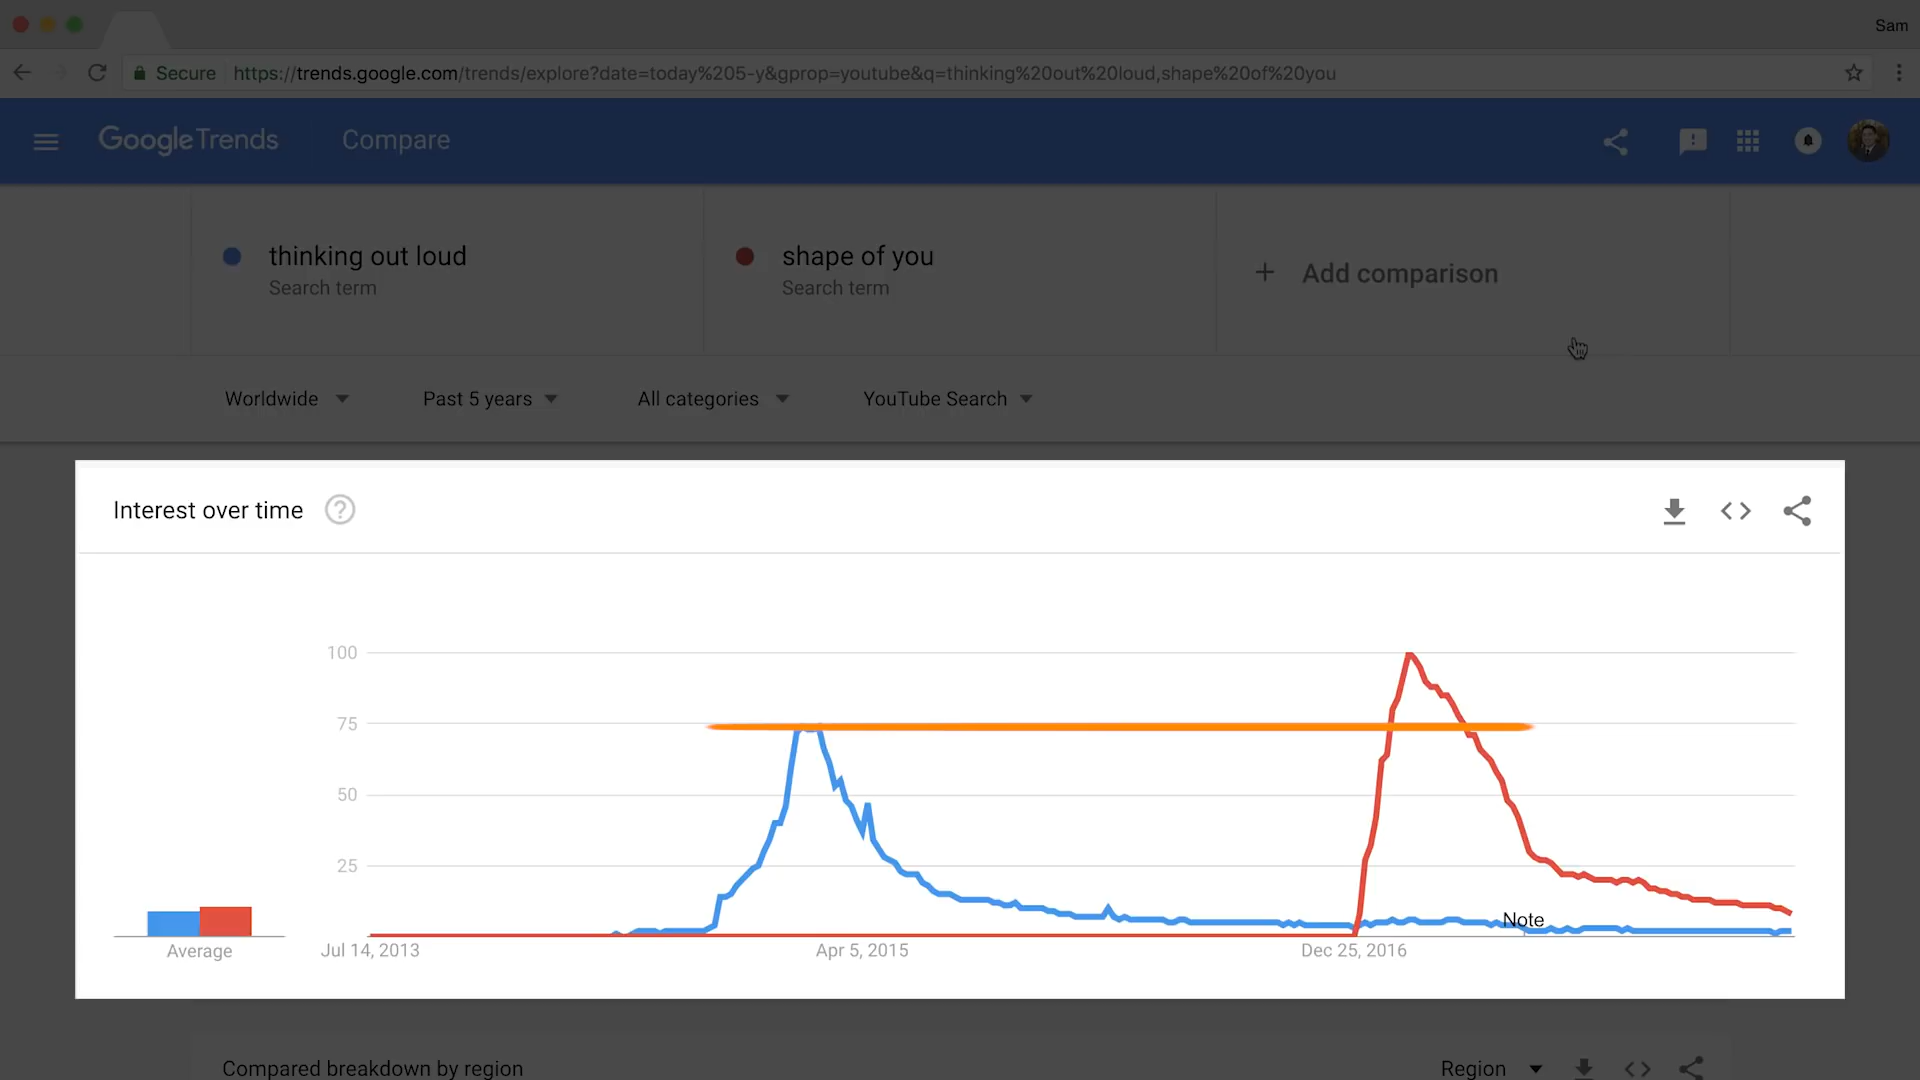 Sam
Secure https://trends.google.com/trends/explore?date=today%205-y&gprop=youtube&q=thinking%20out%20loud,shape%20of%20you
Google Trends Compare
thinking out loud
Search term
shape of you
Search term
+ Add comparison
Worldwide Past 5 years All categories YouTube Search
Interest over time ?
100
75
50
25
Note
Average
Jul 14, 2013 Apr 5, 2015 Dec 25, 2016
Compared breakdown by region Region